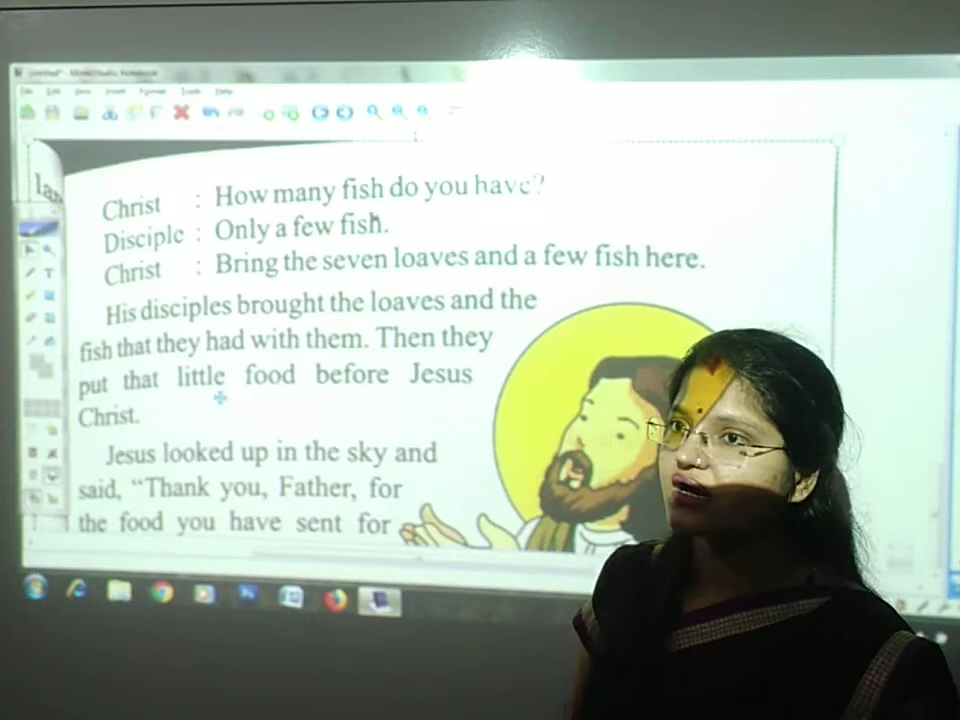 Christ : How many fish do you have?
Disciple : Only a few fish.
Christ : Bring the seven loaves and a few fish here.
His disciples brought the loaves and the
fish that they had with them. Then they
put that little food before Jesus
Christ.
Jesus looked up in the sky and
said, “Thank you, Father, for
the food you have sent for